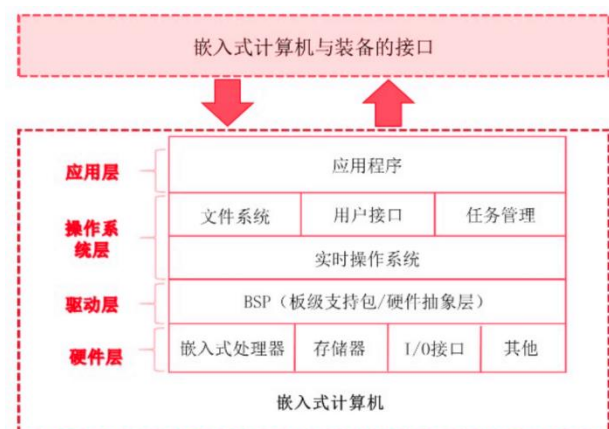 嵌入式计算机与装备的接口
应用层
应用程序
操作系
统层
文件系统 用户接口 任务管理
实时操作系统
驱动层
BSP（板级支持包/硬件抽象层）
硬件层
嵌入式处理器 存储器 I/0接口 其他
嵌入式计算机